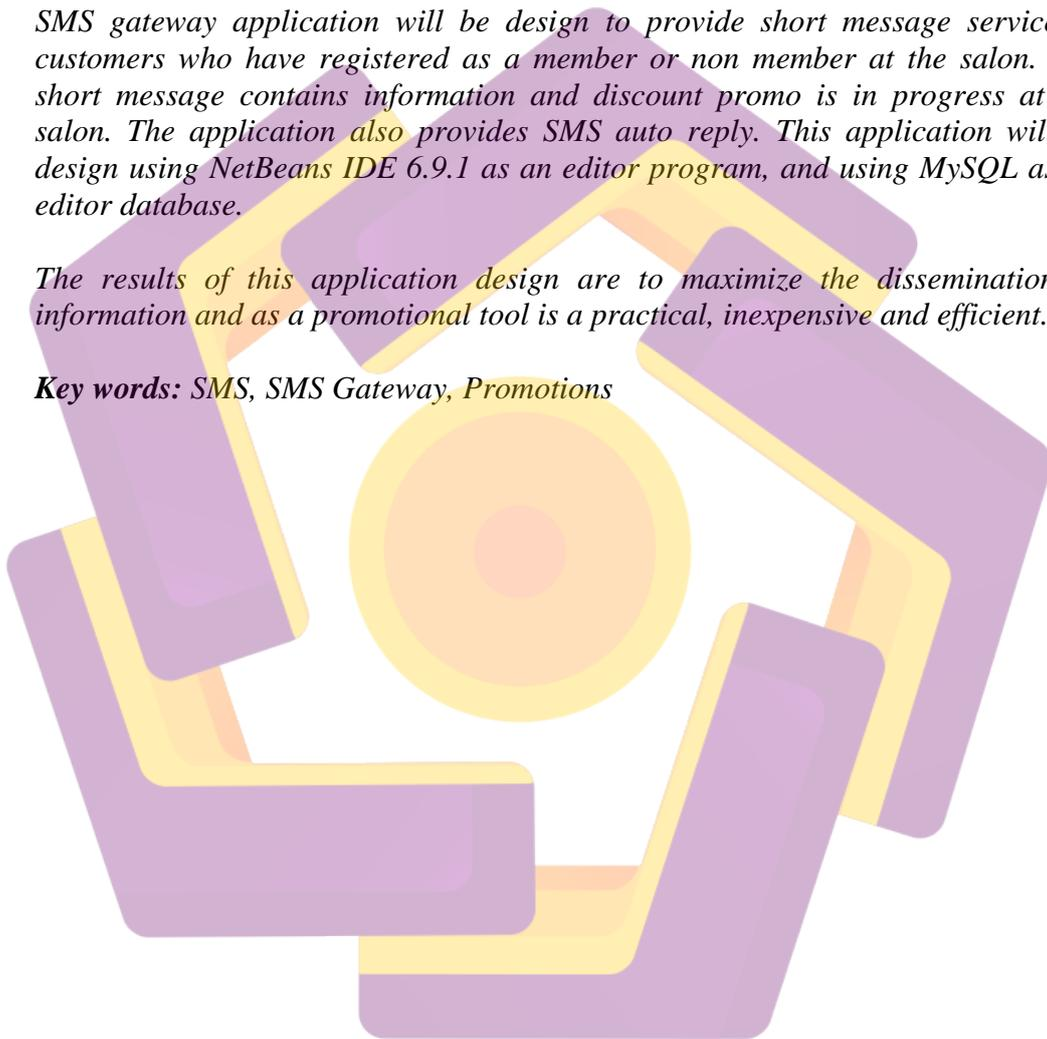 SMS gateway application will be design to provide short message service
customers who have registered as a member or non member at the salon.
short message contains information and discount promo is in progress at
salon. The application also provides SMS auto reply. This application wil
design using NetBeans IDE 6.9.1 as an editor program, and using MySQL as
editor database.
The results of this application design are to maximize the dissemination
information and as a promotional tool is a practical, inexpensive and efficient.
Key words: SMS, SMS Gateway, Promotions